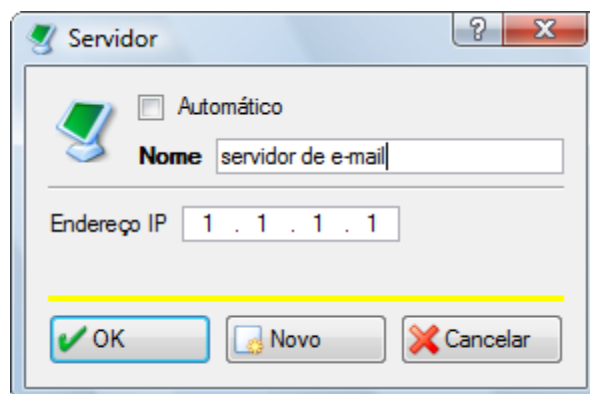 Servidor
Automático
Nome servidor de e-mail
Endereço IP 1 . 1 . 1 . 1
OK Novo Cancelar